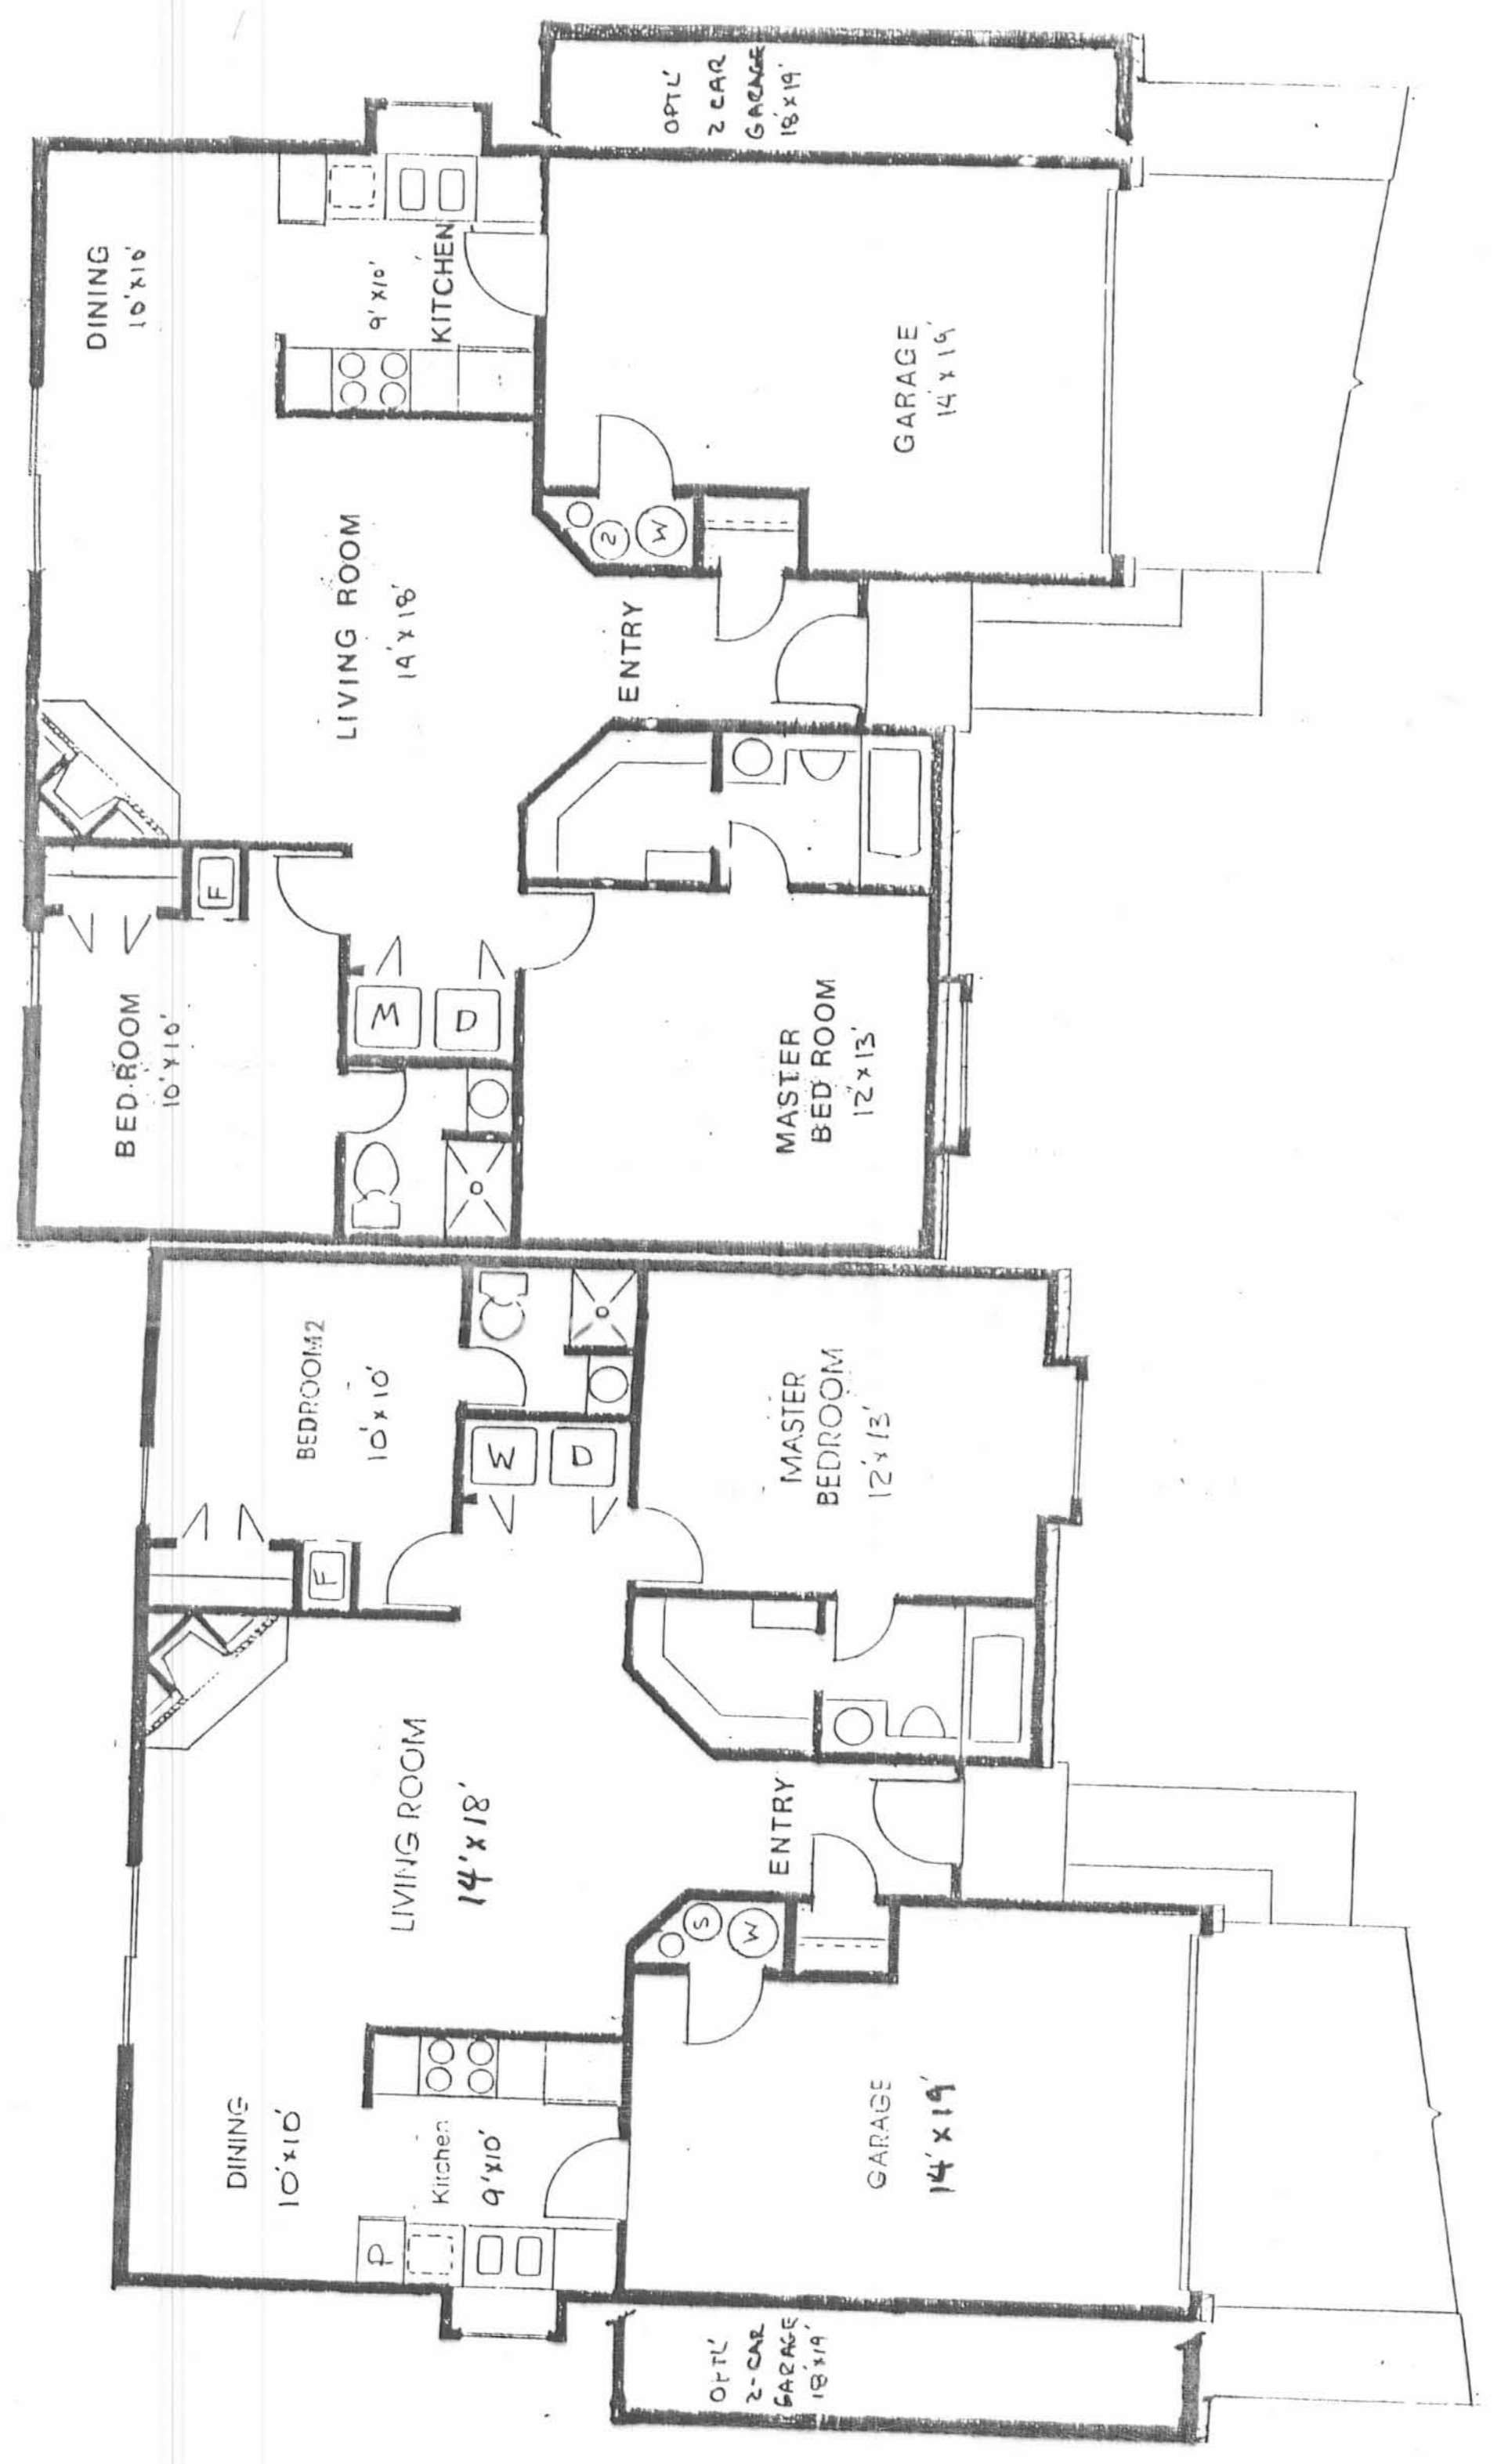 DINING
10'x10'
9'x10'
KITCHEN
OPTL'
2 CAR
GARAGE
18'x19'
LIVING ROOM
14'x18'
GARAGE
14'x19'
S
W
ENTRY
F
BED.ROOM
10'x10'
W
D
MASTER
BED ROOM
12'x13'
BEDROOM2
10'x10'
W
D
F
MASTER
BEDROOM
12'x13'
LIVING ROOM
14'x18'
ENTRY
S
W
DINING
10'x10'
Kitchen
9'x10'
D
GARAGE
14'x19'
OPTL'
2-CAR
GARAGE
18'x19'